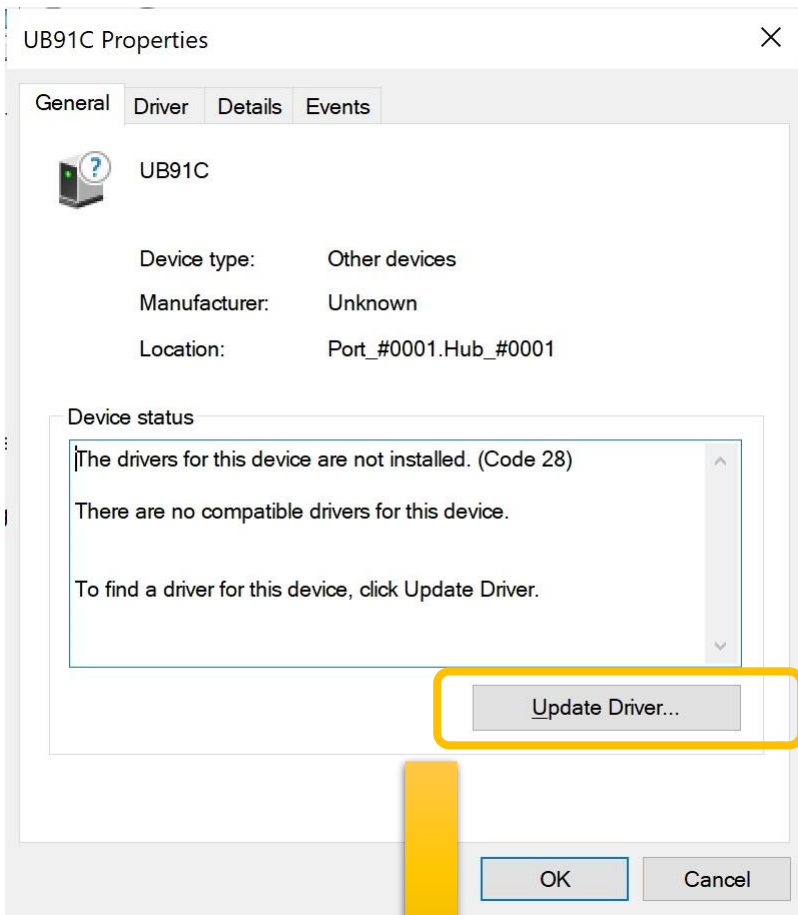 UB91C Properties
General Driver Details Events
UB91C
Device type: Other devices
Manufacturer: Unknown
Location: Port_#0001.Hub_#0001
Device status
The drivers for this device are not installed. (Code 28)
There are no compatible drivers for this device.
To find a driver for this device, click Update Driver.
Update Driver...
OK Cancel